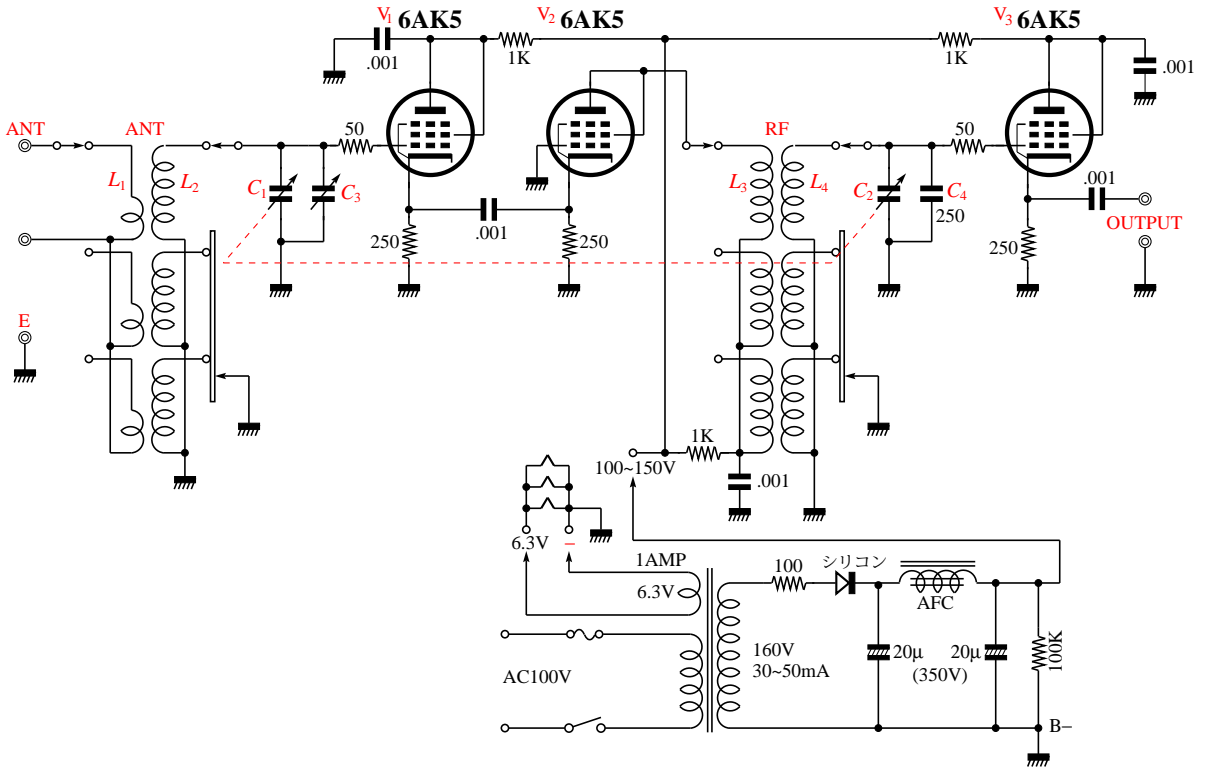 V1 6AK5
V2 6AK5
V3 6AK5
.001
1K
1K
.001
ANT
ANT
50
RF
50
L1
L2
C1
C3
L3
L4
C2
C4
.001
250
OUTPUT
250
.001
250
250
E
1K
100~150V
.001
6.3V
–
1AMP
6.3V
100
シリコン
AFC
AC100V
160V
30~50mA
20μ
20μ
(350V)
100K
B–